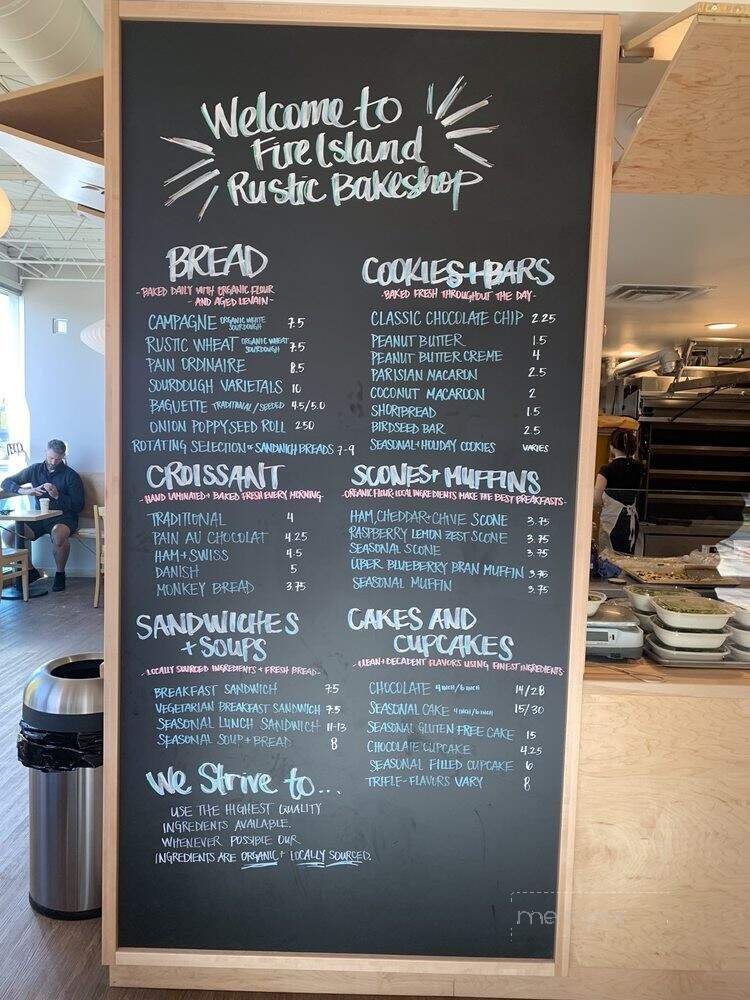 Welcome to
Fire Island
Rustic Bakeshop
BREAD
- BAKED DAILY WITH ORGANIC FLOUR
- AND AGED LEVAIN -
CAMPAGNE ORGANIC WHITE SOURDOUGH 7.5
RUSTIC WHEAT ORGANIC WHEAT SOURDOUGH 7.5
PAIN ORDINAIRE 8.5
SOURDOUGH VARIETALS 10
BAGUETTE TRADITIONAL/SEEDED 4.5/5.0
ONION POPPYSEED ROLL 2.50
ROTATING SELECTION OF SANDWICH BREADS 7-9
CROISSANT
- HAND LAMINATED + BAKED FRESH EVERY MORNING -
TRADITIONAL 4
PAIN AU CHOCOLAT 4.25
HAM + SWISS 4.5
DANISH 5
MONKEY BREAD 3.75
SANDWICHES
+ SOUPS
- LOCALLY SOURCED INGREDIENTS + FRESH BREAD -
BREAKFAST SANDWICH 7.5
VEGETARIAN BREAKFAST SANDWICH 7.5
SEASONAL LUNCH SANDWICH 11-13
SEASONAL SOUP + BREAD 8
We Strive to...
USE THE HIGHEST QUALITY
INGREDIENTS AVAILABLE.
WHENEVER POSSIBLE OUR
INGREDIENTS ARE ORGANIC + LOCALLY SOURCED.
COOKIES + BARS
- BAKED FRESH THROUGHOUT THE DAY -
CLASSIC CHOCOLATE CHIP 2.25
PEANUT BUTTER 1.5
PEANUT BUTTER CREME 4
PARISIAN MACARON 2.5
COCONUT MACAROON 2
SHORTBREAD 1.5
BIRDSEED BAR 2.5
SEASONAL + HOLIDAY COOKIES VARIES
SCONES + MUFFINS
- ORGANIC FLOUR, LOCAL INGREDIENTS MAKE THE BEST BREAKFASTS -
HAM, CHEDDAR + CHIVE SCONE 3.75
RASPBERRY LEMON ZEST SCONE 3.75
SEASONAL SCONE 3.75
UBER BLUEBERRY BRAN MUFFIN 3.75
SEASONAL MUFFIN 3.75
CAKES AND
CUPCAKES
- CLEAN + DECADENT FLAVORS USING FINEST INGREDIENTS
CHOCOLATE 4 INCH/6 INCH 14/28
SEASONAL CAKE 4 INCH/6 INCH 15/30
SEASONAL GLUTEN FREE CAKE 15
CHOCOLATE CUPCAKE 4.25
SEASONAL FILLED CUPCAKE 6
TRIFLE - FLAVORS VARY 8